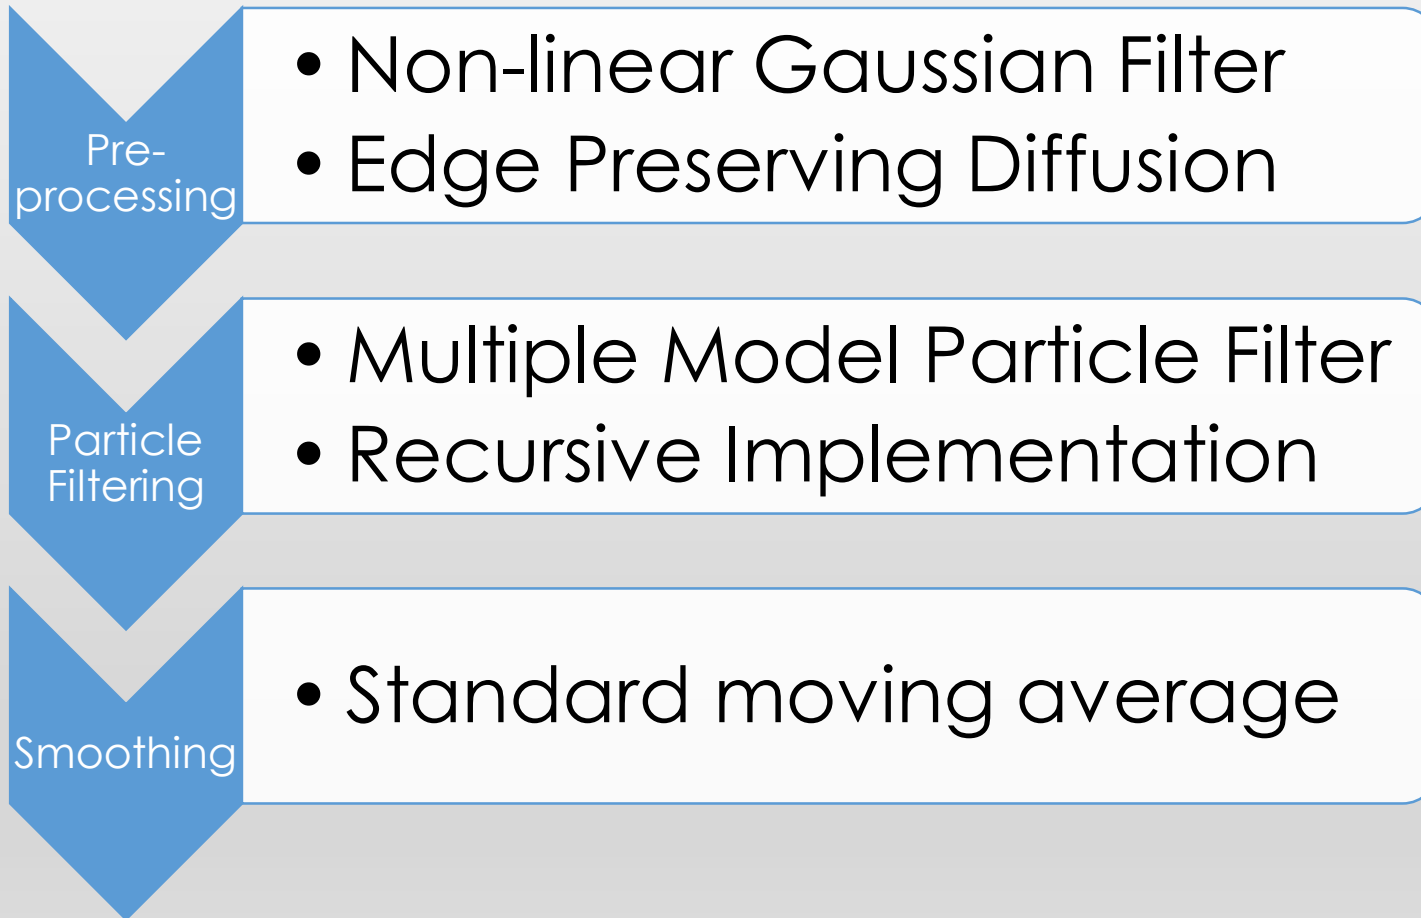 Pre-
processing
• Non-linear Gaussian Filter
• Edge Preserving Diffusion
Particle
Filtering
• Multiple Model Particle Filter
• Recursive Implementation
Smoothing
• Standard moving average